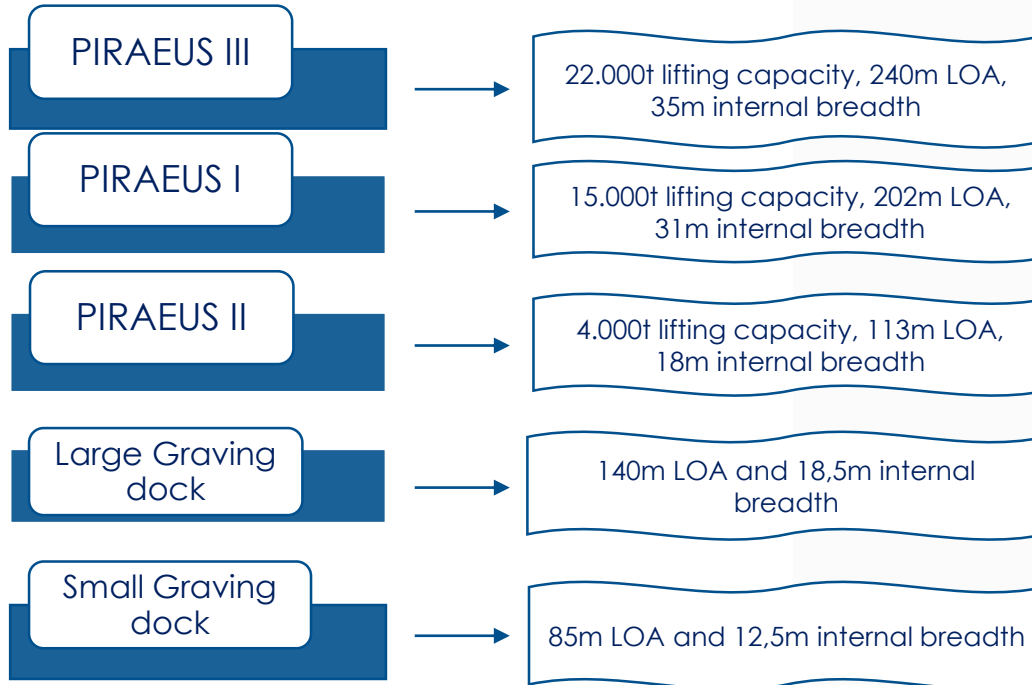 PIRAEUS III
22.000t lifting capacity, 240m LOA,
35m internal breadth
PIRAEUS I
15.000t lifting capacity, 202m LOA,
31m internal breadth
PIRAEUS II
4.000t lifting capacity, 113m LOA,
18m internal breadth
Large Graving
dock
140m LOA and 18,5m internal
breadth
Small Graving
dock
85m LOA and 12,5m internal breadth